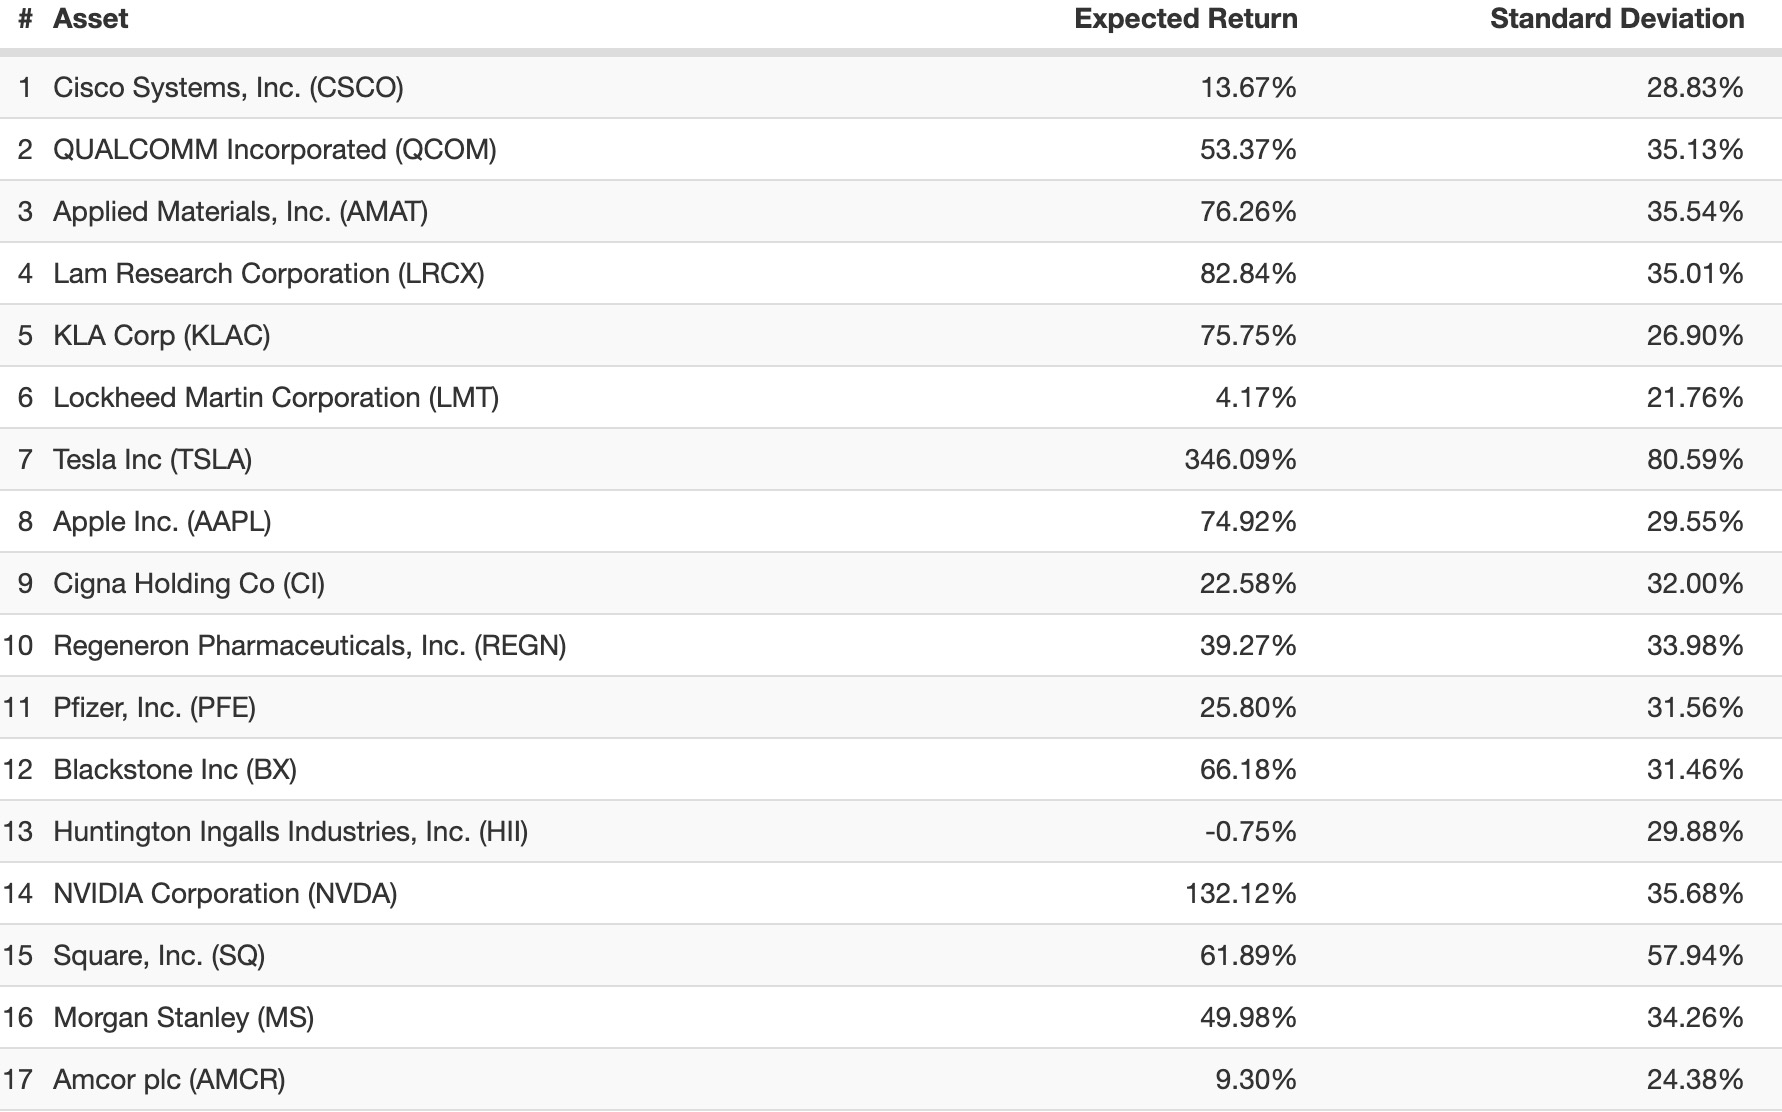 # Asset Expected Return Standard Deviation
1 Cisco Systems, Inc. (CSCO) 13.67% 28.83%
2 QUALCOMM Incorporated (QCOM) 53.37% 35.13%
3 Applied Materials, Inc. (AMAT) 76.26% 35.54%
4 Lam Research Corporation (LRCX) 82.84% 35.01%
5 KLA Corp (KLAC) 75.75% 26.90%
6 Lockheed Martin Corporation (LMT) 4.17% 21.76%
7 Tesla Inc (TSLA) 346.09% 80.59%
8 Apple Inc. (AAPL) 74.92% 29.55%
9 Cigna Holding Co (CI) 22.58% 32.00%
10 Regeneron Pharmaceuticals, Inc. (REGN) 39.27% 33.98%
11 Pfizer, Inc. (PFE) 25.80% 31.56%
12 Blackstone Inc (BX) 66.18% 31.46%
13 Huntington Ingalls Industries, Inc. (HII) -0.75% 29.88%
14 NVIDIA Corporation (NVDA) 132.12% 35.68%
15 Square, Inc. (SQ) 61.89% 57.94%
16 Morgan Stanley (MS) 49.98% 34.26%
17 Amcor plc (AMCR) 9.30% 24.38%